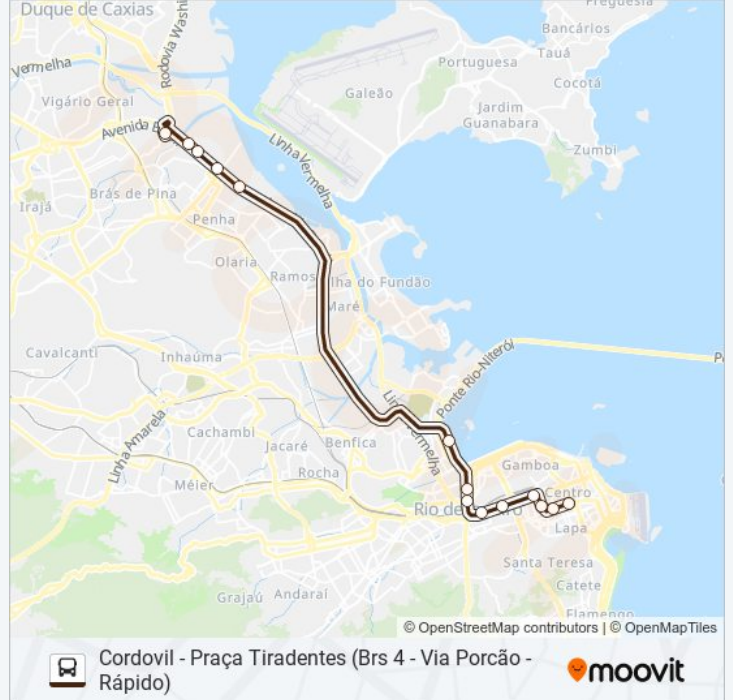 Freguesia
Duque de Caxias
Bancários
Rodovia Washi
Portuguesa
Tauá
Vermelha
Cocotá
Galeão
Vigário Geral
Jardim
Guanabara
Avenida B
Linha Vermelha
Zumbi
Brás de Pina
Irajá
Penha
Olaria
Ramos
Ilha do Fundão
Maré
Cavalcanti
Inhaúma
Ponte Rio-Niterói
P
Linha Vermelha
Linha Amarela
Cachambi
Jacaré
Benfica
Gamboa
Rocha
Méier
Centro
Rio de
Lapa
Santa Teresa
Catete
Grajaú
Andaraí
Flamengo
© OpenStreetMap contributors | © OpenMapTiles
Cordovil - Praça Tiradentes (Brs 4 - Via Porcão -
Rápido)
moovit